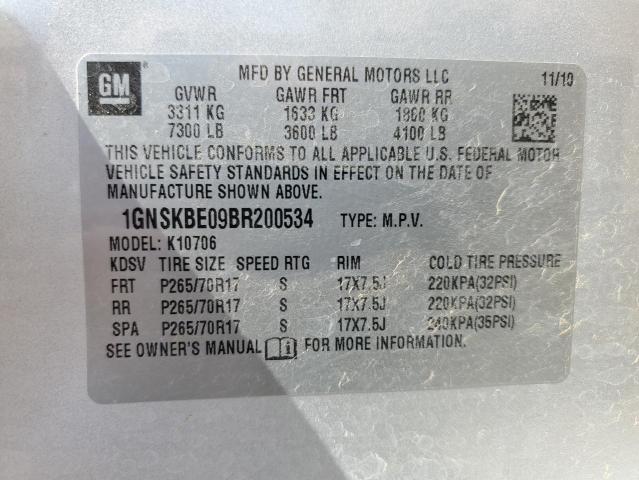 GM
MFD BY GENERAL MOTORS LLC 11/10
GVWR GAWR FRT GAWR RR
3311 KG 1633 KG 1860 KG
7300 LB 3600 LB 4100 LB
THIS VEHICLE CONFORMS TO ALL APPLICABLE U.S. FEDERAL MOTOR
VEHICLE SAFETY STANDARDS IN EFFECT ON THE DATE OF
MANUFACTURE SHOWN ABOVE.
1GNSKBE09BR200534 TYPE: M.P.V.
MODEL: K10706
KDSV TIRE SIZE SPEED RTG RIM COLD TIRE PRESSURE
FRT P265/70R17 S 17X7.5J 220KPA(32PSI)
RR P265/70R17 S 17X7.5J 220KPA(32PSI)
SPA P265/70R17 S 17X7.5J 240KPA(35PSI)
SEE OWNER'S MANUAL FOR MORE INFORMATION.